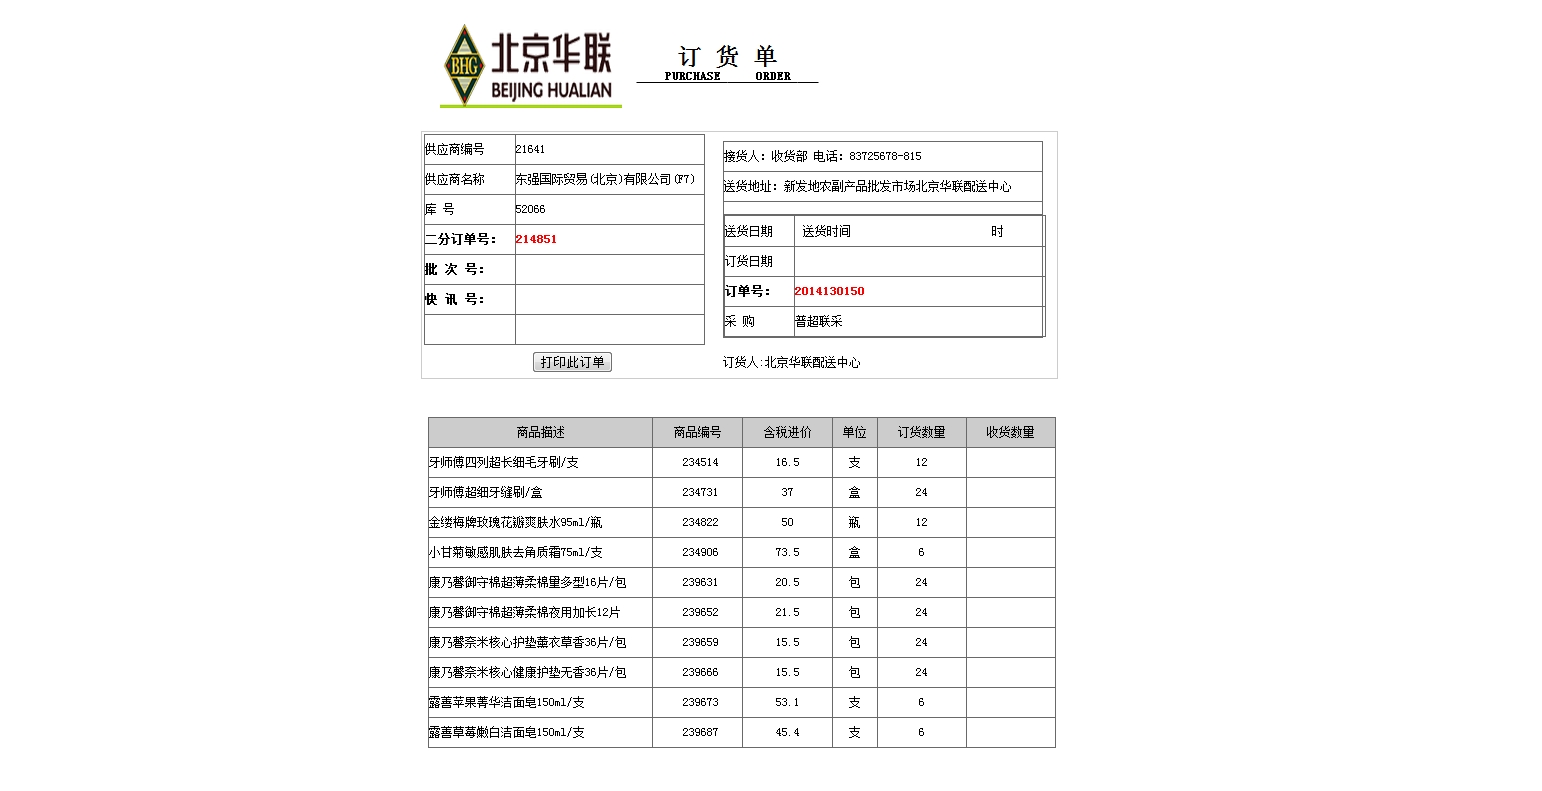 BHG 北京华联
BEIJING HUALIAN
订 货 单
PURCHASE ORDER
供应商编号 21641
供应商名称 东强国际贸易(北京)有限公司(F7)
库 号 52066
二分订单号: 214851
批 次 号:
快 讯 号:
打印此订单
接货人: 收货部 电话: 83725678-815
送货地址: 新发地农副产品批发市场北京华联配送中心
送货日期 送货时间 时
订货日期
订单号: 2014130150
采 购 普超联采
订货人:北京华联配送中心
商品描述 商品编号 含税进价 单位 订货数量 收货数量
牙师傅四列超长细毛牙刷/支 234514 16.5 支 12
牙师傅超细牙缝刷/盒 234731 37 盒 24
金缕梅牌玫瑰花瓣爽肤水95ml/瓶 234822 50 瓶 12
小甘菊敏感肌肤去角质霜75ml/支 234906 73.5 盒 6
康乃馨御守棉超薄柔棉量多型16片/包 239631 20.5 包 24
康乃馨御守棉超薄柔棉夜用加长12片 239652 21.5 包 24
康乃馨奈米核心护垫薰衣草香36片/包 239659 15.5 包 24
康乃馨奈米核心健康护垫无香36片/包 239666 15.5 包 24
露善苹果菁华洁面皂150ml/支 239673 53.1 支 6
露善草莓嫩白洁面皂150ml/支 239687 45.4 支 6